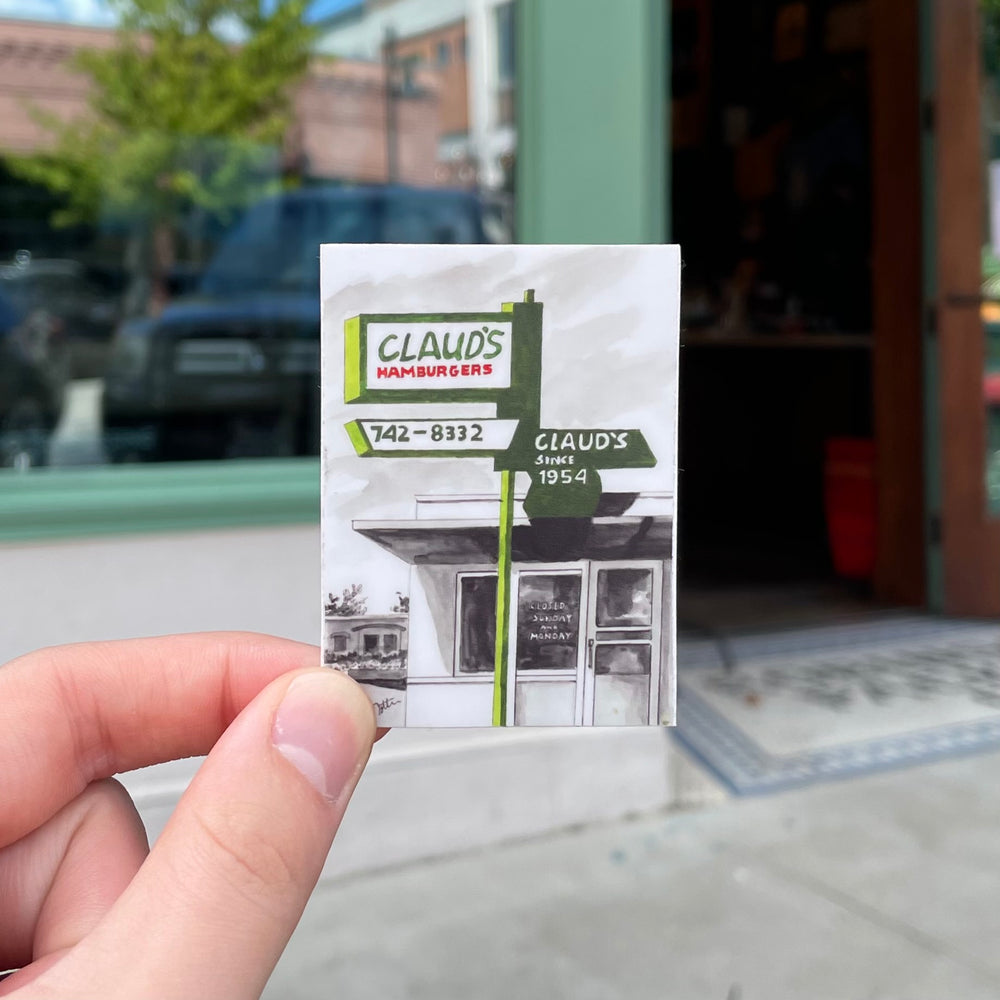 CLAUD'S
HAMBURGERS
742-8332
CLAUD'S
SINCE
1954
CLOSED
SUNDAY
AND
MONDAY